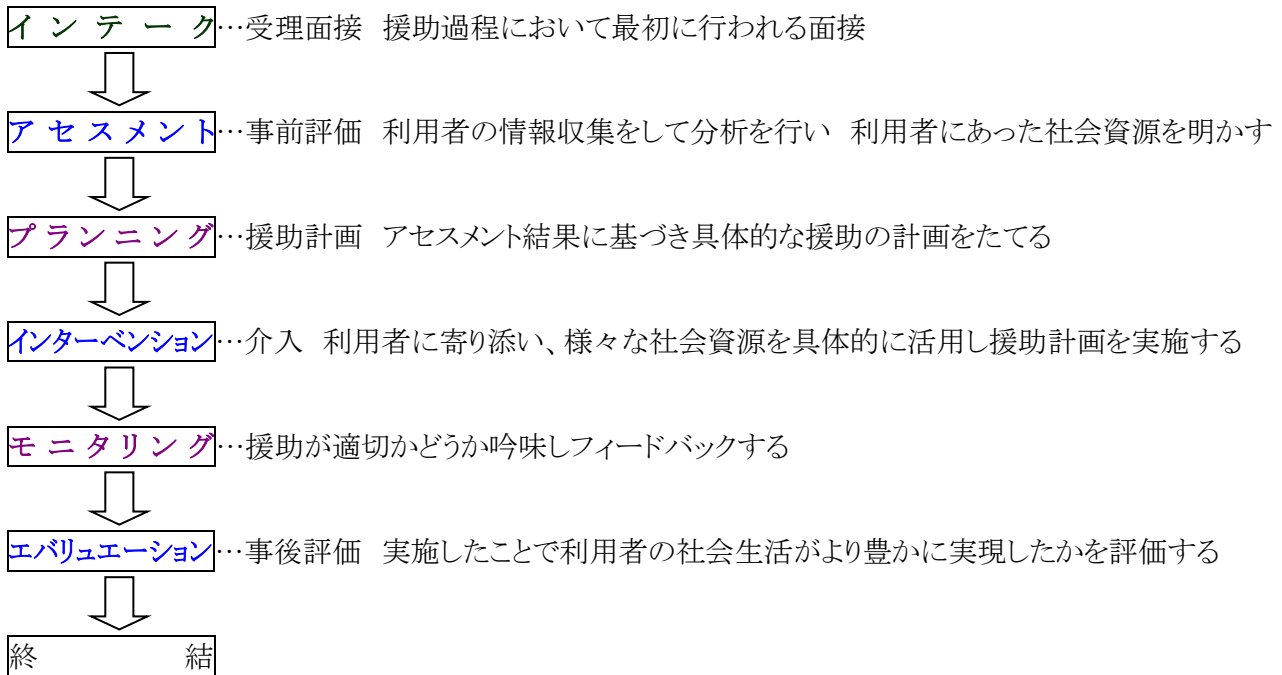 インテーク…受理面接 援助過程において最初に行われる面接
アセスメント…事前評価 利用者の情報収集をして分析を行い 利用者にあった社会資源を明かす
プランニング…援助計画 アセスメント結果に基づき具体的な援助の計画をたてる
インターベンション…介入 利用者に寄り添い、様々な社会資源を具体的に活用し援助計画を実施する
モニタリング…援助が適切かどうか吟味しフィードバックする
エバリュエーション…事後評価 実施したことで利用者の社会生活がより豊かに実現したかを評価する
終結